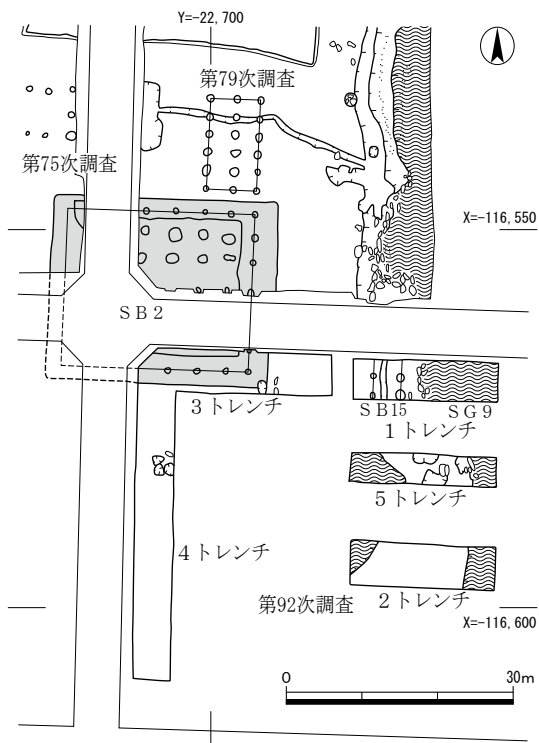 Y=-22,700
第79次調査
第75次調査
X=-116,550
SB2
3トレンチ
SB15
SG9
1トレンチ
5トレンチ
4トレンチ
第92次調査
2トレンチ
X=-116,600
0
30m